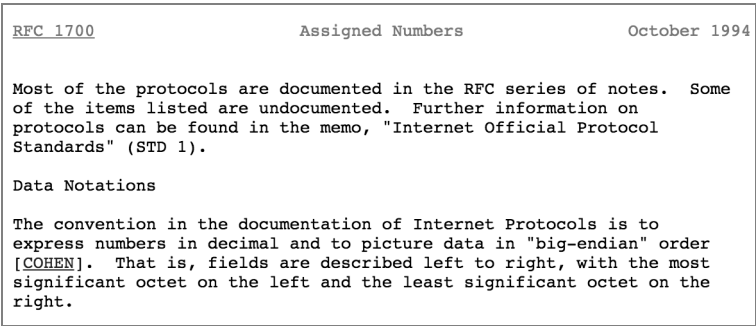 RFC 1700 Assigned Numbers October 1994
Most of the protocols are documented in the RFC series of notes. Some
of the items listed are undocumented. Further information on
protocols can be found in the memo, "Internet Official Protocol
Standards" (STD 1).
Data Notations
The convention in the documentation of Internet Protocols is to
express numbers in decimal and to picture data in "big-endian" order
[COHEN]. That is, fields are described left to right, with the most
significant octet on the left and the least significant octet on the
right.